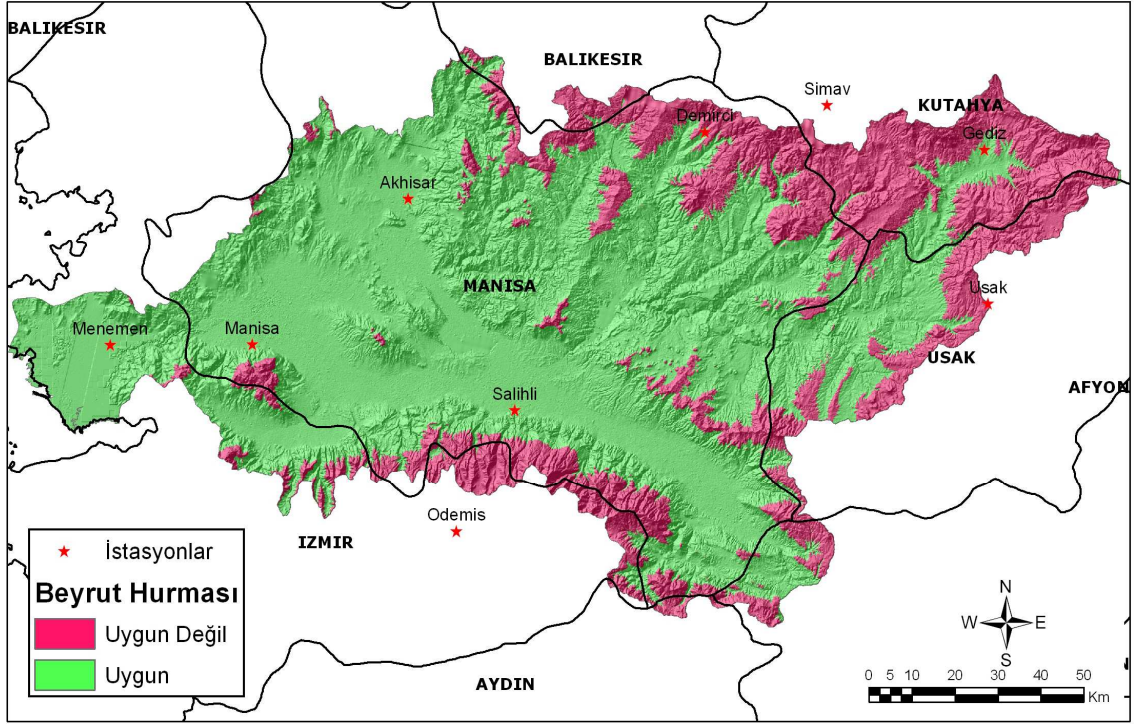 BALIKESIR
BALIKESIR
Simav
KUTAHYA
Demirci
Gediz
Akhisar
MANISA
Usak
Menemen
Manisa
USAK
AFYON
Salihli
Odemis
IZMIR
İstasyonlar
Beyrut Hurması
Uygun Değil
Uygun
AYDIN
N
W E
S
0 5 10 20 30 40 50
Km